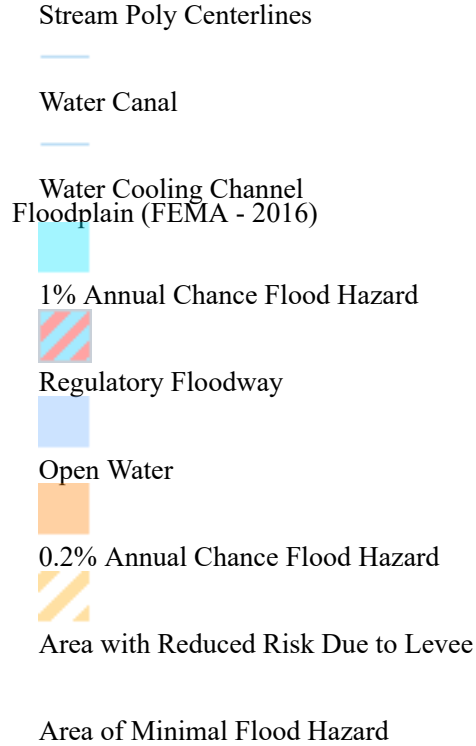 Stream Poly Centerlines
Water Canal
Water Cooling Channel
Floodplain (FEMA - 2016)
1% Annual Chance Flood Hazard
Regulatory Floodway
Open Water
0.2% Annual Chance Flood Hazard
Area with Reduced Risk Due to Levee
Area of Minimal Flood Hazard